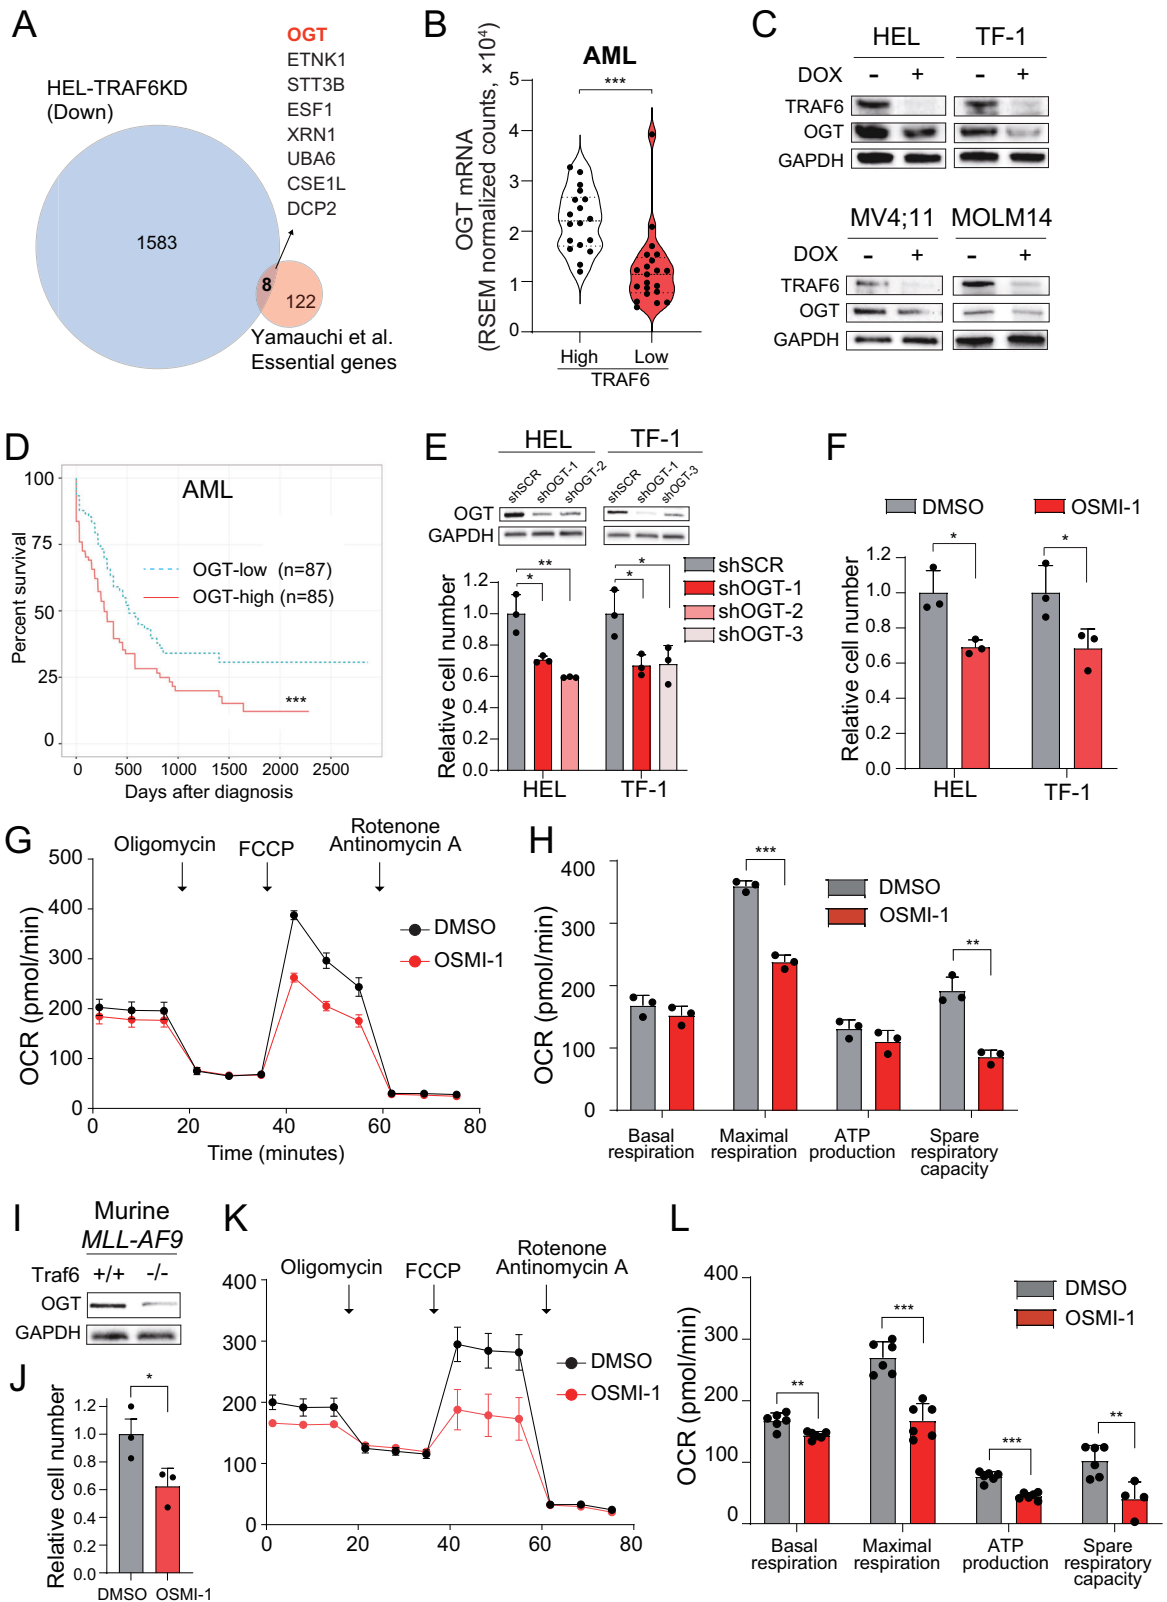 A
HEL-TRAF6KD
(Down)
OGT
ETNK1
STT3B
ESF1
XRN1
UBA6
CSE1L
DCP2
1583
8
122
Yamauchi et al.
Essential genes
B
AML
OGT mRNA
(RSEM normalized counts, ×10⁴)
5
4
3
2
1
0
***
High
Low
TRAF6
C
HEL
TF-1
DOX
-
+
-
+
TRAF6
OGT
GAPDH
MV4;11
MOLM14
DOX
-
+
-
+
TRAF6
OGT
GAPDH
D
AML
Percent survival
100
75
50
25
0
OGT-low (n=87)
OGT-high (n=85)
***
0
500
1000
1500
2000
2500
Days after diagnosis
E
HEL
TF-1
shSCR
shOGT-1
shOGT-2
shSCR
shOGT-1
shOGT-3
OGT
GAPDH
Relative cell number
1.2
1.0
0.8
0.6
0.4
0.2
0.0
*
**
*
*
shSCR
shOGT-1
shOGT-2
shOGT-3
HEL
TF-1
F
DMSO
OSMI-1
Relative cell number
1.2
1.0
0.8
0.6
0.4
0.2
0.0
*
*
HEL
TF-1
G
Oligomycin
FCCP
Rotenone
Antinomycin A
OCR (pmol/min)
500
400
300
200
100
0
DMSO
OSMI-1
0
20
40
60
80
Time (minutes)
H
OCR (pmol/min)
400
300
200
100
0
***
**
DMSO
OSMI-1
Basal
respiration
Maximal
respiration
ATP
production
Spare
respiratory
capacity
I
Murine
MLL-AF9
Traf6
+/+
-/-
OGT
GAPDH
J
Relative cell number
1.2
1.0
0.8
0.6
0.4
0.2
0.0
*
DMSO
OSMI-1
K
Oligomycin
FCCP
Rotenone
Antinomycin A
400
300
200
100
0
DMSO
OSMI-1
0
20
40
60
80
L
OCR (pmol/min)
400
300
200
100
0
**
***
***
**
DMSO
OSMI-1
Basal
respiration
Maximal
respiration
ATP
production
Spare
respiratory
capacity